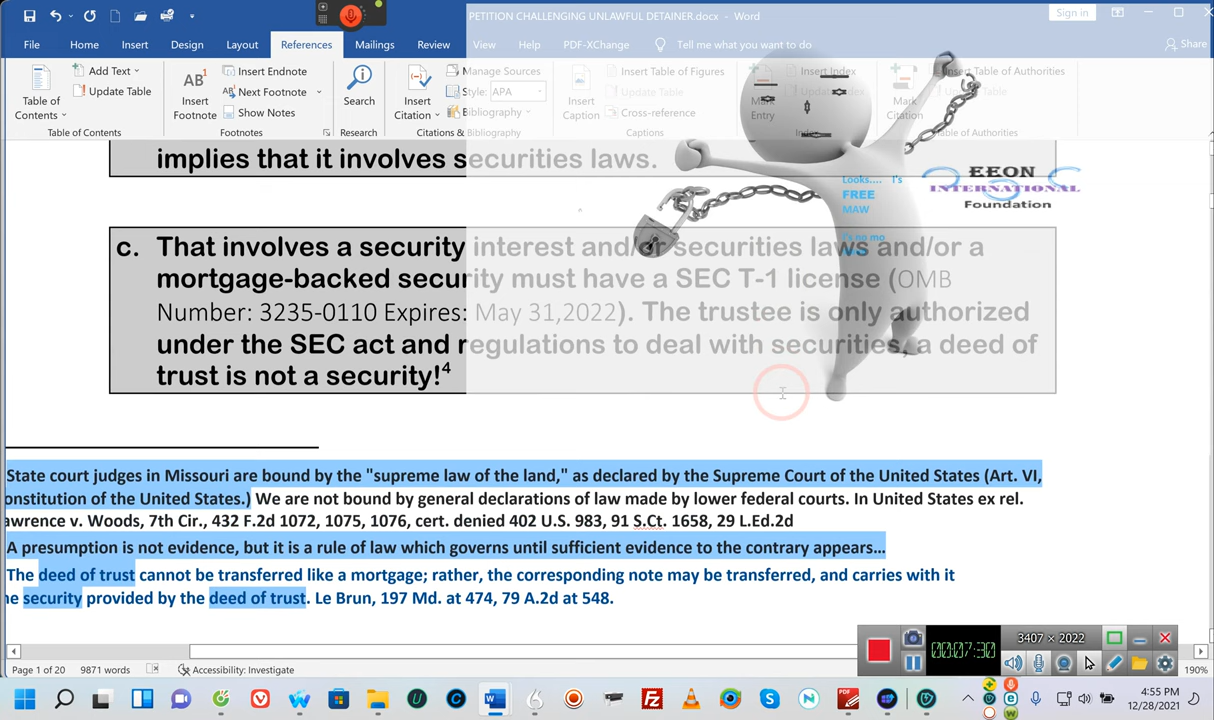 PETITION CHALLENGING UNLAWFUL DETAINER.docx - Word
Sign in
File Home Insert Design Layout References Mailings Review View Help PDF-XChange Tell me what you want to do Share
Table of Contents
Add Text
Update Table
Table of Contents
AB1
Insert Footnote
Insert Endnote
AB1 Next Footnote
Show Notes
Footnotes
Search
Research
Insert Citation
Manage Sources
Style: APA
Bibliography
Citations & Bibliography
Insert Caption
Insert Table of Figures
Update Table
Cross-reference
Captions
Mark Entry
Insert Index
Update Index
Mark Citation
Insert Table of Authorities
Table of Authorities
implies that it involves securities laws.
Looks.... I's
FREE
MAW
I's no mo
EEON
INTERNATIONAL
Foundation
c. That involves a security interest and/or securities laws and/or a
mortgage-backed security must have a SEC T-1 license (OMB
Number: 3235-0110 Expires: May 31,2022). The trustee is only authorized
under the SEC act and regulations to deal with securities, a deed of
trust is not a security!4
State court judges in Missouri are bound by the "supreme law of the land," as declared by the Supreme Court of the United States (Art. VI,
onstitution of the United States.) We are not bound by general declarations of law made by lower federal courts. In United States ex rel.
awrence v. Woods, 7th Cir., 432 F.2d 1072, 1075, 1076, cert. denied 402 U.S. 983, 91 S.Ct. 1658, 29 L.Ed.2d
A presumption is not evidence, but it is a rule of law which governs until sufficient evidence to the contrary appears...
The deed of trust cannot be transferred like a mortgage; rather, the corresponding note may be transferred, and carries with it
he security provided by the deed of trust. Le Brun, 197 Md. at 474, 79 A.2d at 548.
00:07:30
3407 × 2022
Page 1 of 20 9871 words Accessibility: Investigate 190%
4:55 PM
12/28/2021